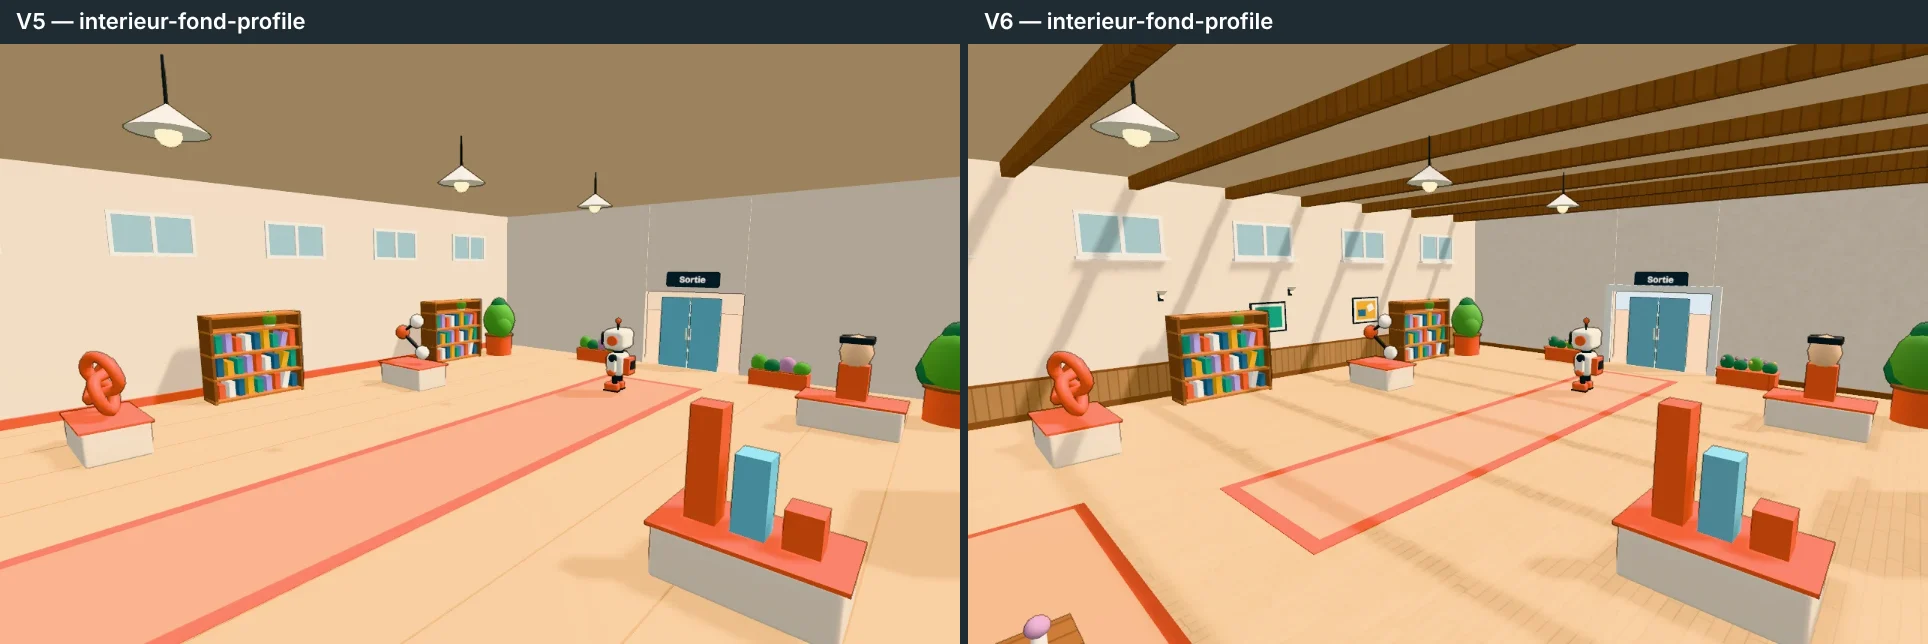 V5 — interieur-fond-profile
V6 — interieur-fond-profile
Sortie
Sortie